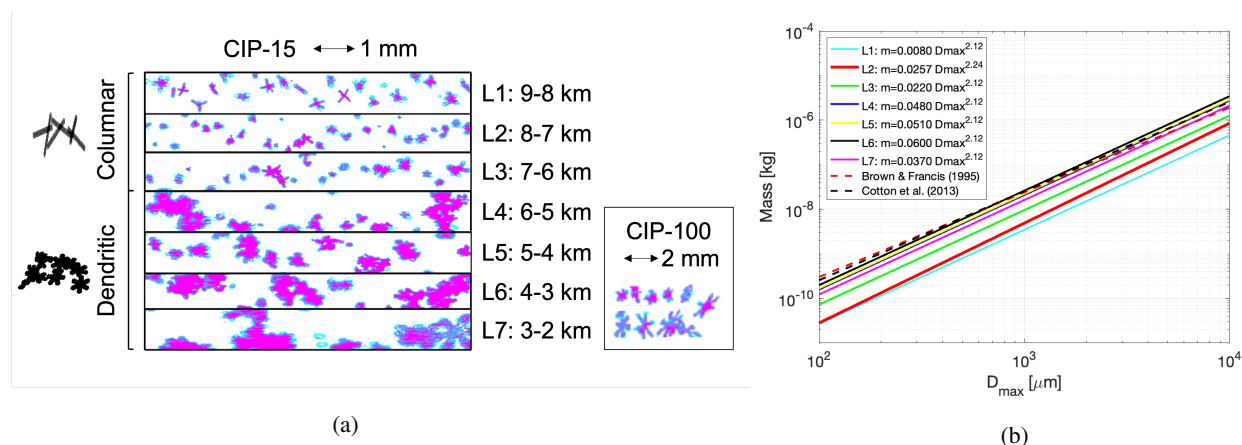 CIP-15 ↔ 1 mm
Columnar
Dendritic
L1: 9-8 km
L2: 8-7 km
L3: 7-6 km
L4: 6-5 km
L5: 5-4 km
L6: 4-3 km
L7: 3-2 km
CIP-100
↔ 2 mm
(a)
Mass [kg]
10^-4
10^-6
10^-8
10^-10
L1: m=0.0080 Dmax^2.12
L2: m=0.0257 Dmax^2.24
L3: m=0.0220 Dmax^2.12
L4: m=0.0480 Dmax^2.12
L5: m=0.0510 Dmax^2.12
L6: m=0.0600 Dmax^2.12
L7: m=0.0370 Dmax^2.12
Brown & Francis (1995)
Cotton et al. (2013)
10^2 10^3 10^4
D_max [μm]
(b)